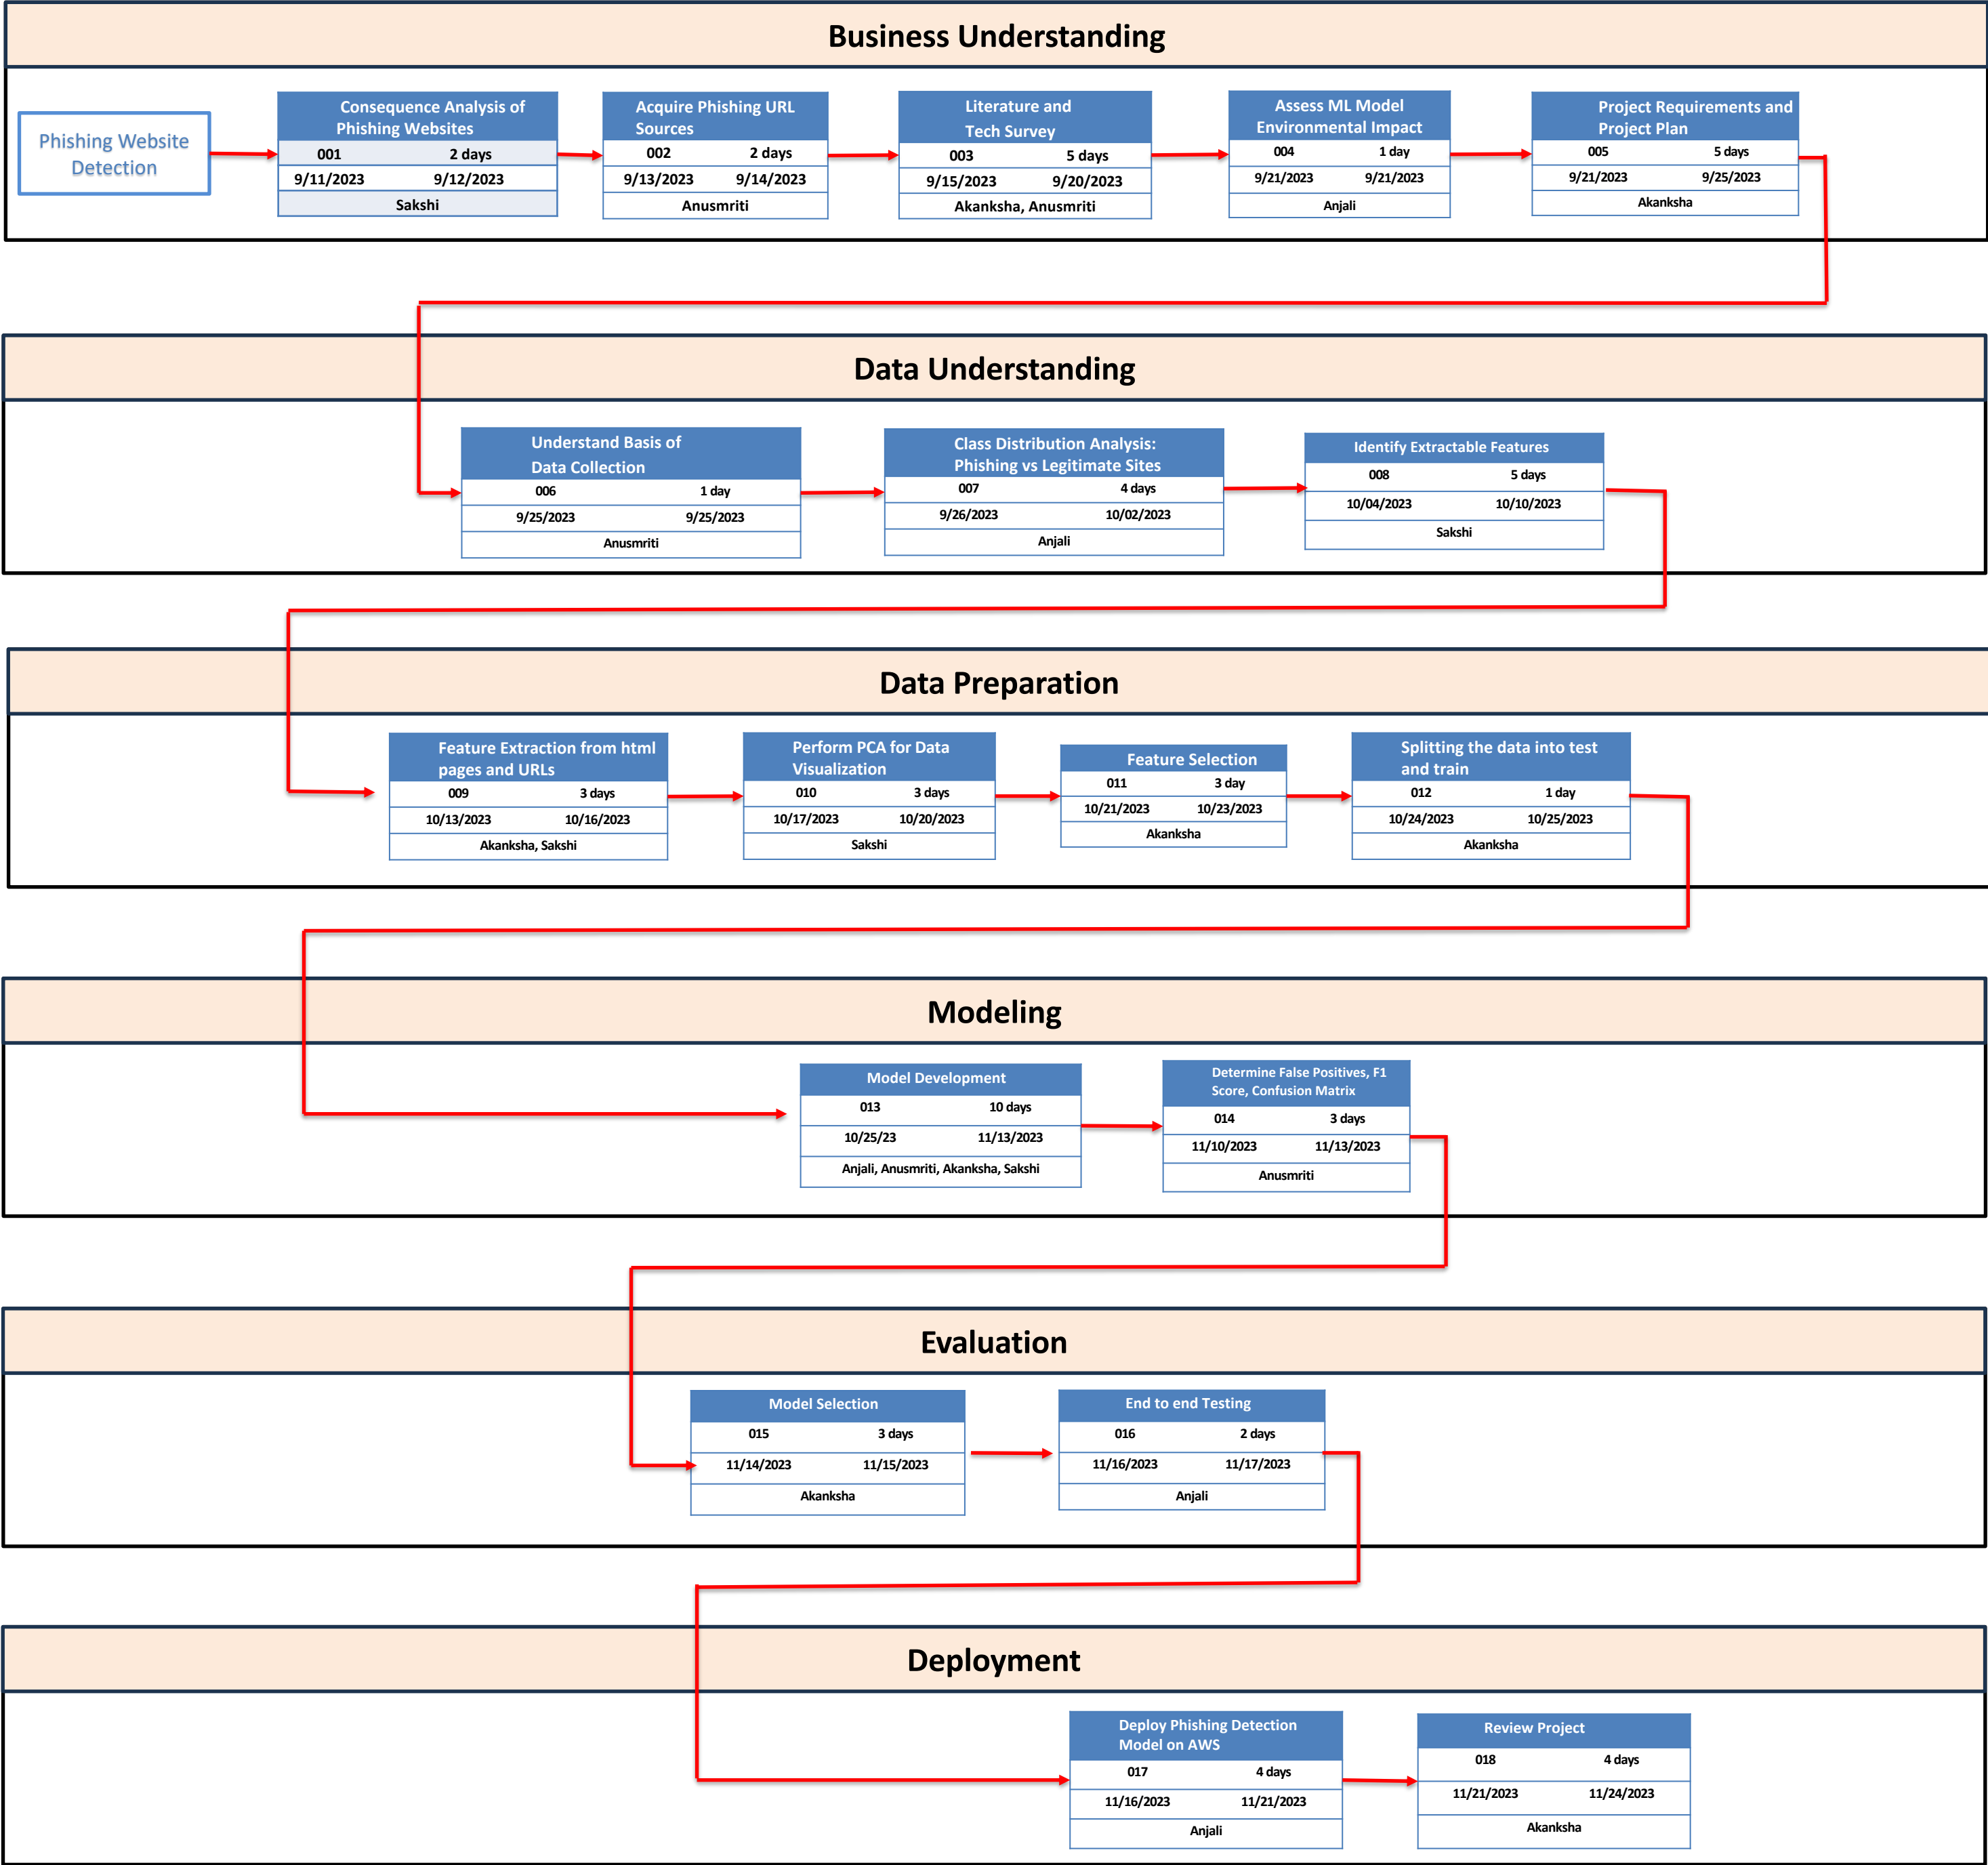 Business Understanding
Phishing Website
Detection
Consequence Analysis of
Phishing Websites
001 2 days
9/11/2023 9/12/2023
Sakshi
Acquire Phishing URL
Sources
002 2 days
9/13/2023 9/14/2023
Anusmriti
Literature and
Tech Survey
003 5 days
9/15/2023 9/20/2023
Akanksha, Anusmriti
Assess ML Model
Environmental Impact
004 1 day
9/21/2023 9/21/2023
Anjali
Project Requirements and
Project Plan
005 5 days
9/21/2023 9/25/2023
Akanksha
Data Understanding
Understand Basis of
Data Collection
006 1 day
9/25/2023 9/25/2023
Anusmriti
Class Distribution Analysis:
Phishing vs Legitimate Sites
007 4 days
9/26/2023 10/02/2023
Anjali
Identify Extractable Features
008 5 days
10/04/2023 10/10/2023
Sakshi
Data Preparation
Feature Extraction from html
pages and URLs
009 3 days
10/13/2023 10/16/2023
Akanksha, Sakshi
Perform PCA for Data
Visualization
010 3 days
10/17/2023 10/20/2023
Sakshi
Feature Selection
011 3 day
10/21/2023 10/23/2023
Akanksha
Splitting the data into test
and train
012 1 day
10/24/2023 10/25/2023
Akanksha
Modeling
Model Development
013 10 days
10/25/23 11/13/2023
Anjali, Anusmriti, Akanksha, Sakshi
Determine False Positives, F1
Score, Confusion Matrix
014 3 days
11/10/2023 11/13/2023
Anusmriti
Evaluation
Model Selection
015 3 days
11/14/2023 11/15/2023
Akanksha
End to end Testing
016 2 days
11/16/2023 11/17/2023
Anjali
Deployment
Deploy Phishing Detection
Model on AWS
017 4 days
11/16/2023 11/21/2023
Anjali
Review Project
018 4 days
11/21/2023 11/24/2023
Akanksha